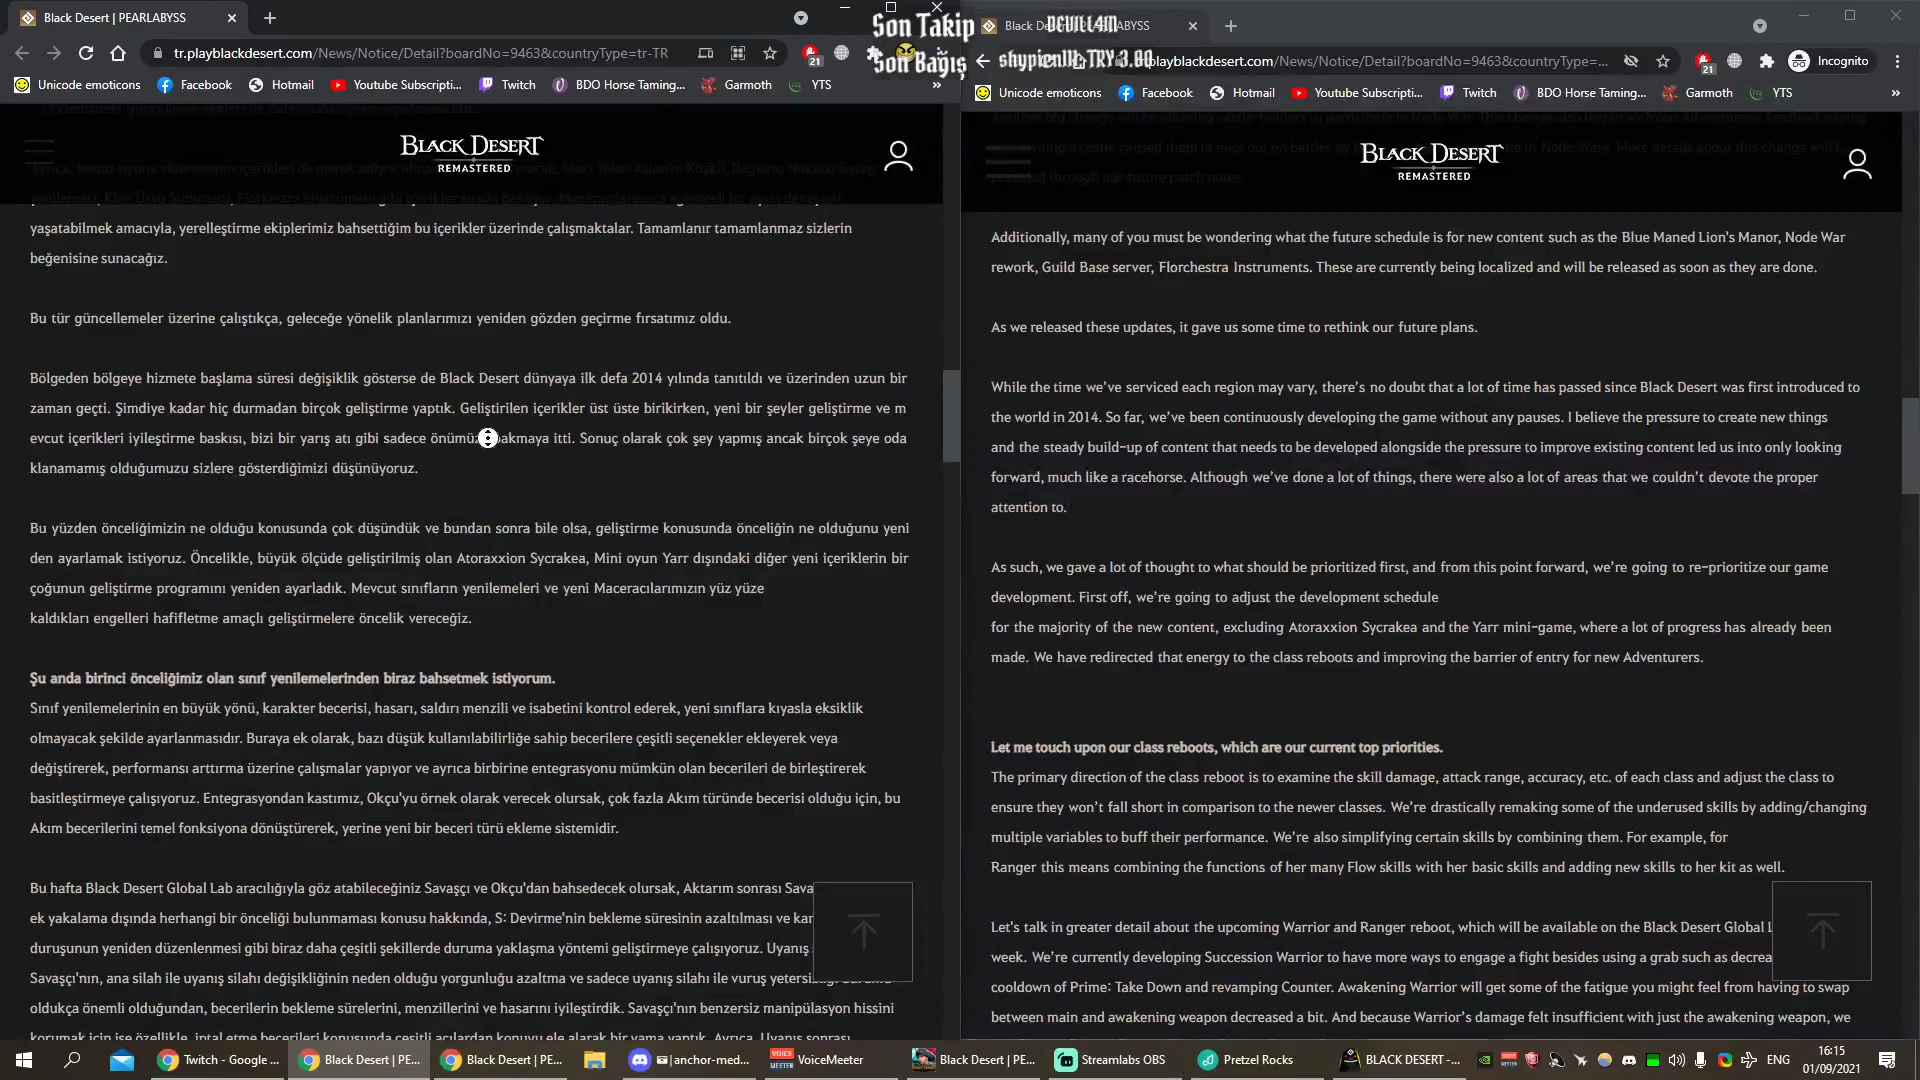 Black Desert | PEARLABYSS
tr.playblackdesert.com/News/Notice/Detail?boardNo=9463&countryType=tr-TR
21
Unicode emoticons
Facebook
Hotmail
Youtube Subscripti...
Twitch
BDO Horse Taming...
Garmoth
YTS
»
BLACK DESERT
REMASTERED
yaşatabilmek amacıyla, yerelleştirme ekiplerimiz bahsettiğim bu içerikler üzerinde çalışmaktalar. Tamamlanır tamamlanmaz sizlerin
beğenisine sunacağız.
Bu tür güncellemeler üzerine çalıştıkça, geleceğe yönelik planlarımızı yeniden gözden geçirme fırsatımız oldu.
Bölgeden bölgeye hizmete başlama süresi değişiklik gösterse de Black Desert dünyaya ilk defa 2014 yılında tanıtıldı ve üzerinden uzun bir
zaman geçti. Şimdiye kadar hiç durmadan birçok geliştirme yaptık. Geliştirilen içerikler üst üste birikirken, yeni bir şeyler geliştirme ve m
evcut içerikleri iyileştirme baskısı, bizi bir yarış atı gibi sadece önümüz bakmaya itti. Sonuç olarak çok şey yapmış ancak birçok şeye oda
klanamamış olduğumuzu sizlere gösterdiğimizi düşünüyoruz.
Bu yüzden önceliğimizin ne olduğu konusunda çok düşündük ve bundan sonra bile olsa, geliştirme konusunda önceliğin ne olduğunu yeni
den ayarlamak istiyoruz. Öncelikle, büyük ölçüde geliştirilmiş olan Atoraxxion Sycrakea, Mini oyun Yarr dışındaki diğer yeni içeriklerin bir
çoğunun geliştirme programını yeniden ayarladık. Mevcut sınıfların yenilemeleri ve yeni Maceracılarımızın yüz yüze
kaldıkları engelleri hafifletme amaçlı geliştirmelere öncelik vereceğiz.
Şu anda birinci önceliğimiz olan sınıf yenilemelerinden biraz bahsetmek istiyorum.
Sınıf yenilemelerinin en büyük yönü, karakter becerisi, hasarı, saldırı menzili ve isabetini kontrol ederek, yeni sınıflara kıyasla eksiklik
olmayacak şekilde ayarlanmasıdır. Buraya ek olarak, bazı düşük kullanılabilirliğe sahip becerilere çeşitli seçenekler ekleyerek veya
değiştirerek, performansı arttırma üzerine çalışmalar yapıyor ve ayrıca birbirine entegrasyonu mümkün olan becerileri de birleştirerek
basitleştirmeye çalışıyoruz. Entegrasyondan kastımız, Okçu'yu örnek olarak verecek olursak, çok fazla Akım türünde becerisi olduğu için, bu
Akım becerilerini temel fonksiyona dönüştürerek, yerine yeni bir beceri türü ekleme sistemidir.
Bu hafta Black Desert Global Lab aracılığıyla göz atabileceğiniz Savaşçı ve Okçu'dan bahsedecek olursak, Aktarım sonrası Sava
ek yakalama dışında herhangi bir önceliği bulunmaması konusu hakkında, S: Devirme'nin bekleme süresinin azaltılması ve kar
duruşunun yeniden düzenlenmesi gibi biraz daha çeşitli şekillerde duruma yaklaşma yöntemi geliştirmeye çalışıyoruz. Uyanış
Savaşçı'nın, ana silah ile uyanış silahı değişikliğinin neden olduğu yorgunluğu azaltma ve sadece uyanış silahı ile vuruş yetersi
oldukça önemli olduğundan, becerilerin bekleme sürelerini, menzillerini ve hasarını iyileştirdik. Savaşçı'nın benzersiz manipülasyon hissini
korumak için ise özellikle, iptal etme becerileri konusunda çeşitli açılardan konuyu ele alarak bir yama yaptık. Ayrıca, Uyanış sonrası
Son Takip
DEVILL4N
Son Bağış
TRY 3.00
Black Desert | PEARLABYSS
playblackdesert.com/News/Notice/Detail?boardNo=9463&countryType=...
21
Incognito
Unicode emoticons
Facebook
Hotmail
Youtube Subscripti...
Twitch
BDO Horse Taming...
Garmoth
YTS
»
BLACK DESERT
REMASTERED
Additionally, many of you must be wondering what the future schedule is for new content such as the Blue Maned Lion's Manor, Node War
rework, Guild Base server, Florchestra Instruments. These are currently being localized and will be released as soon as they are done.
As we released these updates, it gave us some time to rethink our future plans.
While the time we've serviced each region may vary, there's no doubt that a lot of time has passed since Black Desert was first introduced to
the world in 2014. So far, we've been continuously developing the game without any pauses. I believe the pressure to create new things
and the steady build-up of content that needs to be developed alongside the pressure to improve existing content led us into only looking
forward, much like a racehorse. Although we've done a lot of things, there were also a lot of areas that we couldn't devote the proper
attention to.
As such, we gave a lot of thought to what should be prioritized first, and from this point forward, we're going to re-prioritize our game
development. First off, we're going to adjust the development schedule
for the majority of the new content, excluding Atoraxxion Sycrakea and the Yarr mini-game, where a lot of progress has already been
made. We have redirected that energy to the class reboots and improving the barrier of entry for new Adventurers.
Let me touch upon our class reboots, which are our current top priorities.
The primary direction of the class reboot is to examine the skill damage, attack range, accuracy, etc. of each class and adjust the class to
ensure they won't fall short in comparison to the newer classes. We're drastically remaking some of the underused skills by adding/changing
multiple variables to buff their performance. We're also simplifying certain skills by combining them. For example, for
Ranger this means combining the functions of her many Flow skills with her basic skills and adding new skills to her kit as well.
Let's talk in greater detail about the upcoming Warrior and Ranger reboot, which will be available on the Black Desert Global L
week. We're currently developing Succession Warrior to have more ways to engage a fight besides using a grab such as decrea
cooldown of Prime: Take Down and revamping Counter. Awakening Warrior will get some of the fatigue you might feel from having to swap
between main and awakening weapon decreased a bit. And because Warrior's damage felt insufficient with just the awakening weapon, we
Twitch - Google ...
Black Desert | PE...
Black Desert | PE...
|anchor-med...
VoiceMeeter
Black Desert | PE...
Streamlabs OBS
Pretzel Rocks
BLACK DESERT -...
ENG
16:15
01/09/2021